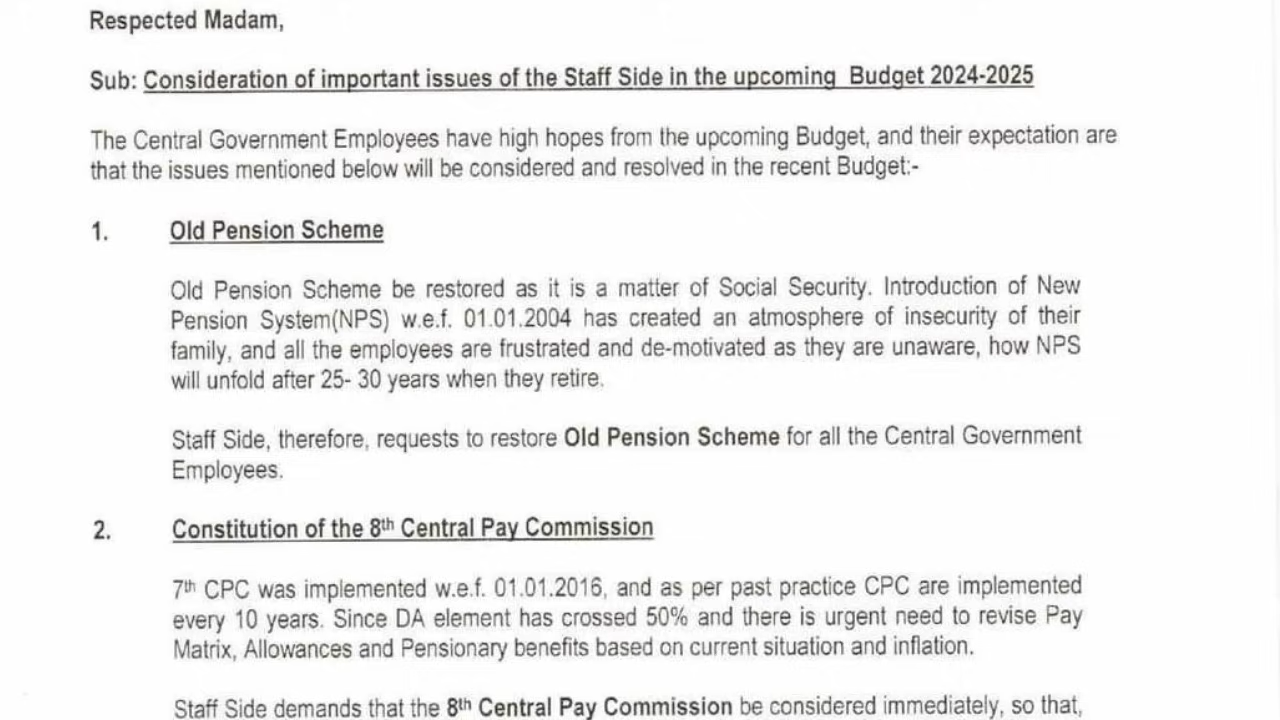 Respected Madam,
Sub: Consideration of important issues of the Staff Side in the upcoming Budget 2024-2025
The Central Government Employees have high hopes from the upcoming Budget, and their expectation are
that the issues mentioned below will be considered and resolved in the recent Budget:-
1. Old Pension Scheme
Old Pension Scheme be restored as it is a matter of Social Security. Introduction of New
Pension System(NPS) w.e.f. 01.01.2004 has created an atmosphere of insecurity of their
family, and all the employees are frustrated and de-motivated as they are unaware, how NPS
will unfold after 25- 30 years when they retire.
Staff Side, therefore, requests to restore Old Pension Scheme for all the Central Government
Employees.
2. Constitution of the 8th Central Pay Commission
7th CPC was implemented w.e.f. 01.01.2016, and as per past practice CPC are implemented
every 10 years. Since DA element has crossed 50% and there is urgent need to revise Pay
Matrix, Allowances and Pensionary benefits based on current situation and inflation.
Staff Side demands that the 8th Central Pay Commission be considered immediately, so that,